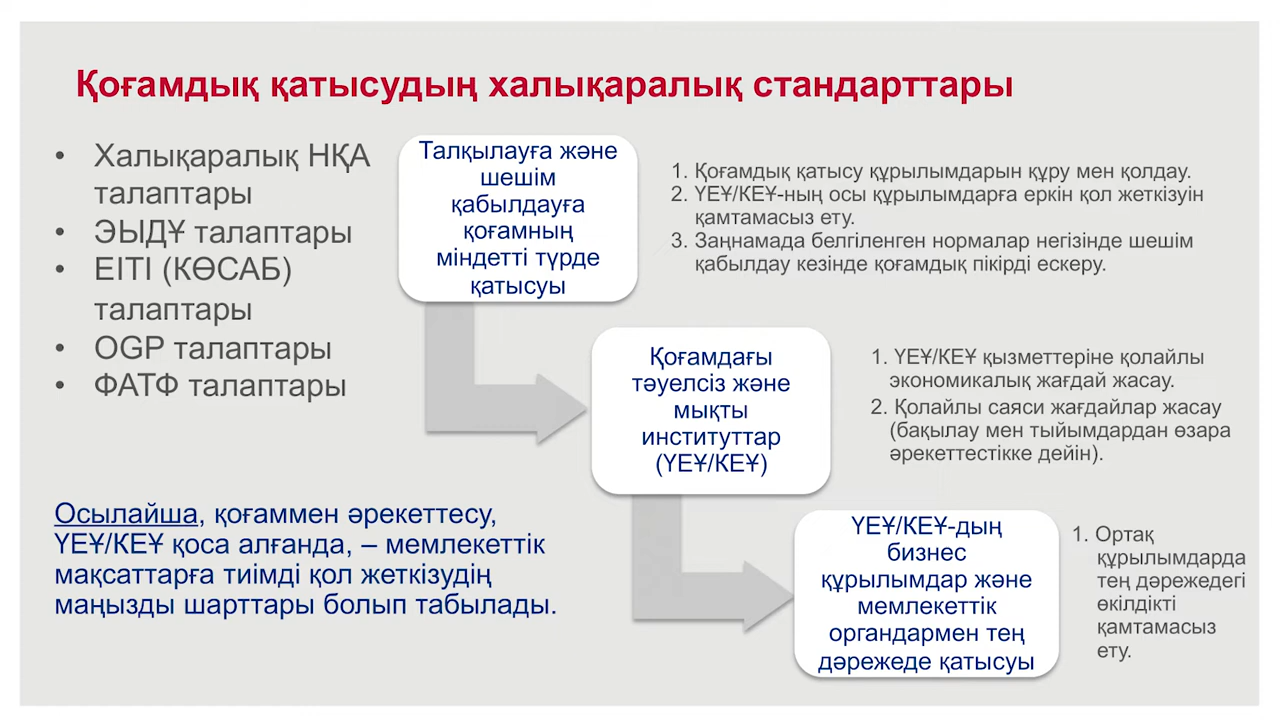 Қоғамдық қатысудың халықаралық стандарттары
• Халықаралық НҚА
талаптары
• ЭЫДҰ талаптары
• EITI (КӨСАБ)
талаптары
• OGP талаптары
• ФАТФ талаптары
Осылайша, қоғаммен әрекеттесу,
ҮЕҰ/КЕҰ қоса алғанда, – мемлекеттік
мақсаттарға тиімді қол жеткізудің
маңызды шарттары болып табылады.
Талқылауға және
шешім
қабылдауға
қоғамның
міндетті түрде
қатысуы
1. Қоғамдық қатысу құрылымдарын құру мен қолдау.
2. ҮЕҰ/КЕҰ-ның осы құрылымдарға еркін қол жеткізуін
қамтамасыз ету.
3. Заңнамада белгіленген нормалар негізінде шешім
қабылдау кезінде қоғамдық пікірді ескеру.
Қоғамдағы
тәуелсіз және
мықты
институттар
(ҮЕҰ/КЕҰ)
1. ҮЕҰ/КЕҰ қызметтеріне қолайлы
экономикалық жағдай жасау.
2. Қолайлы саяси жағдайлар жасау
(бақылау мен тыйымдардан өзара
әрекеттестікке дейін).
ҮЕҰ/КЕҰ-дың
бизнес
құрылымдар және
мемлекеттік
органдармен тең
дәрежеде қатысуы
1. Ортақ
құрылымдарда
тең дәрежедегі
өкілдікті
қамтамасыз
ету.